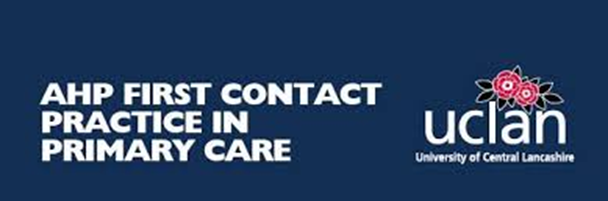 AHP FIRST CONTACT
PRACTICE IN
PRIMARY CARE
uclan
University of Central Lancashire